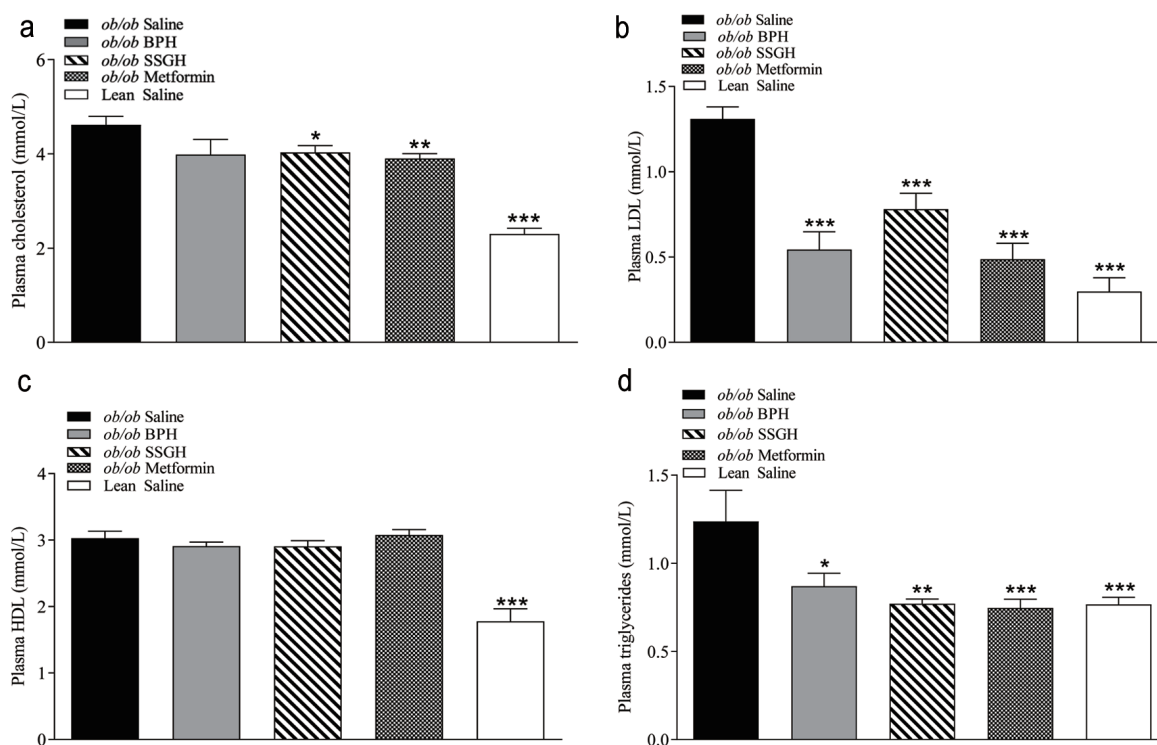 a
ob/ob Saline
ob/ob BPH
ob/ob SSGH
ob/ob Metformin
Lean Saline
Plasma cholesterol (mmol/L)
6
4
2
0
*
**
***
b
ob/ob Saline
ob/ob BPH
ob/ob SSGH
ob/ob Metformin
Lean Saline
Plasma LDL (mmol/L)
1.5
1.0
0.5
0.0
***
***
***
***
c
ob/ob Saline
ob/ob BPH
ob/ob SSGH
ob/ob Metformin
Lean Saline
Plasma HDL (mmol/L)
4
3
2
1
0
***
d
ob/ob Saline
ob/ob BPH
ob/ob SSGH
ob/ob Metformin
Lean Saline
Plasma triglycerides (mmol/L)
1.5
1.0
0.5
0.0
*
**
***
***